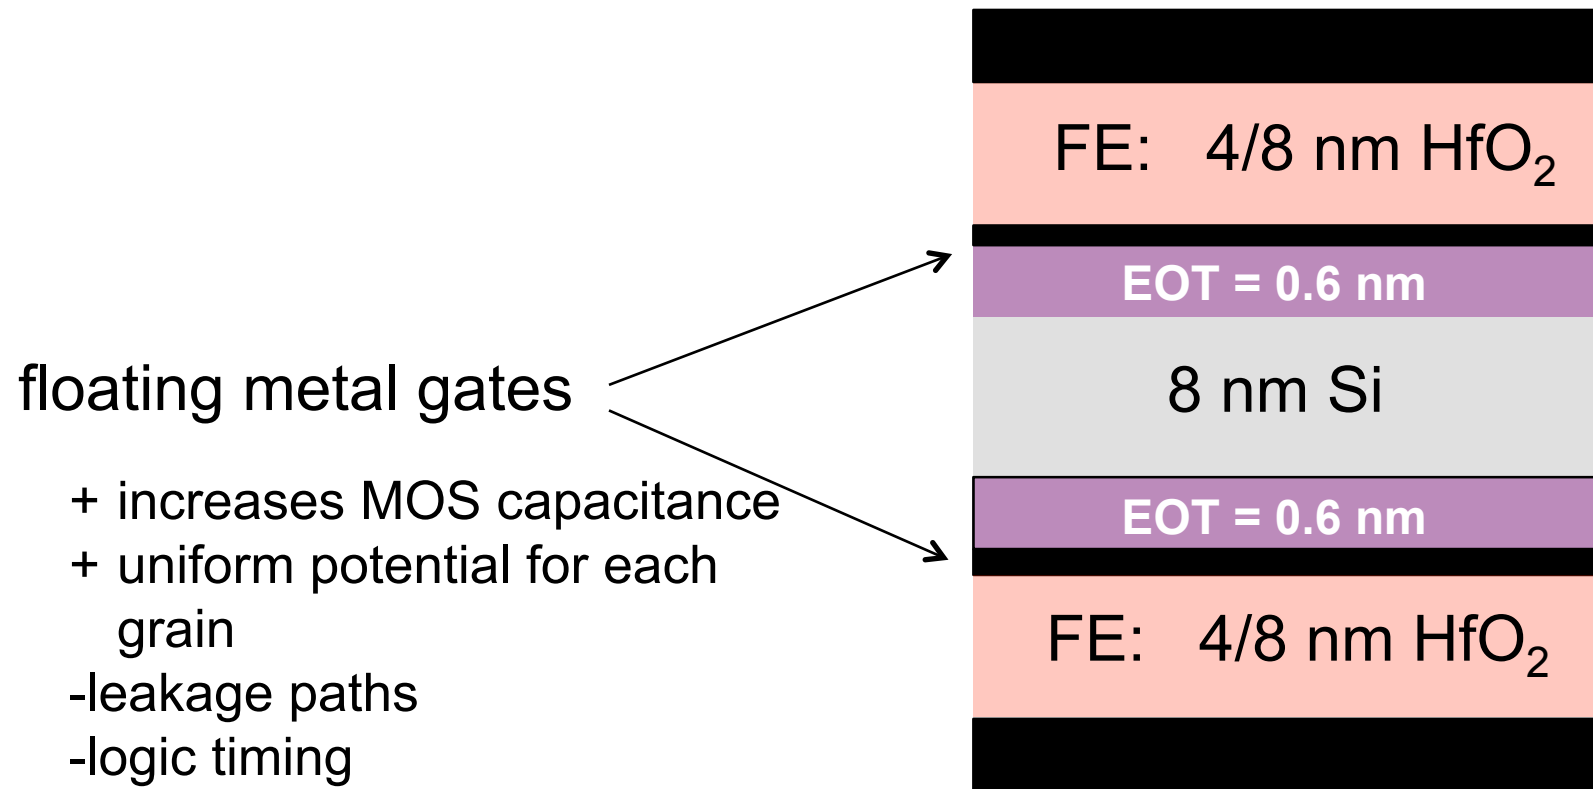 FE: 4/8 nm HfO₂
EOT = 0.6 nm
8 nm Si
EOT = 0.6 nm
FE: 4/8 nm HfO₂
floating metal gates
+ increases MOS capacitance
+ uniform potential for each
grain
-leakage paths
-logic timing